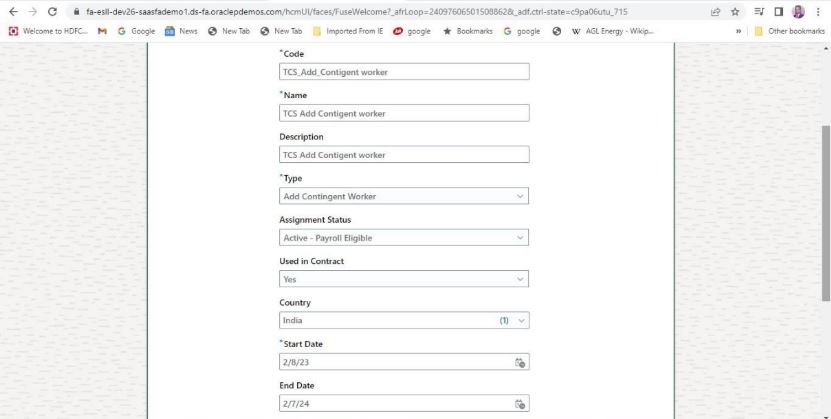 fa-esll-dev26-saasfademo1.ds-fa.oraclepdemos.com/hcmUI/faces/FuseWelcome?_afrLoop=24097606501508862&_adf.ctrl-state=c9pa06utu_715
Welcome to HDFC... Google News New Tab New Tab Imported From IE google Bookmarks google AGL Energy - Wikip... » Other bookmarks
*Code
TCS_Add_Contigent worker
*Name
TCS Add Contigent worker
Description
TCS Add Contigent worker
*Type
Add Contingent Worker
Assignment Status
Active - Payroll Eligible
Used in Contract
Yes
Country
India (1)
*Start Date
2/8/23
End Date
2/7/24